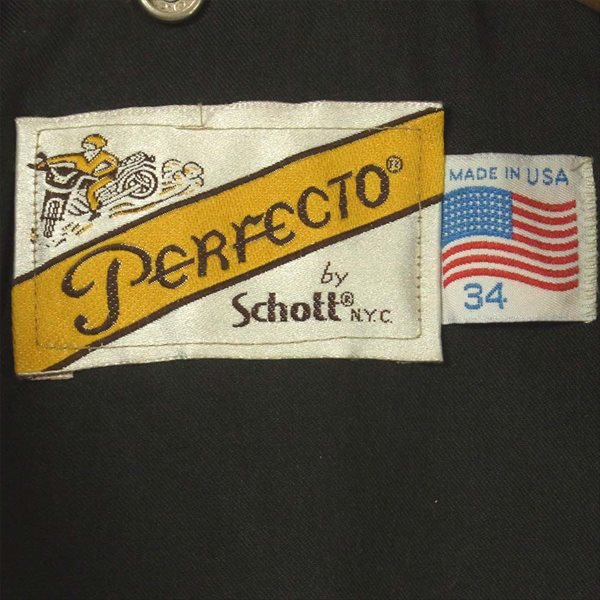 PERFECTO®
by
Schott® N.Y.C.
MADE IN USA
34